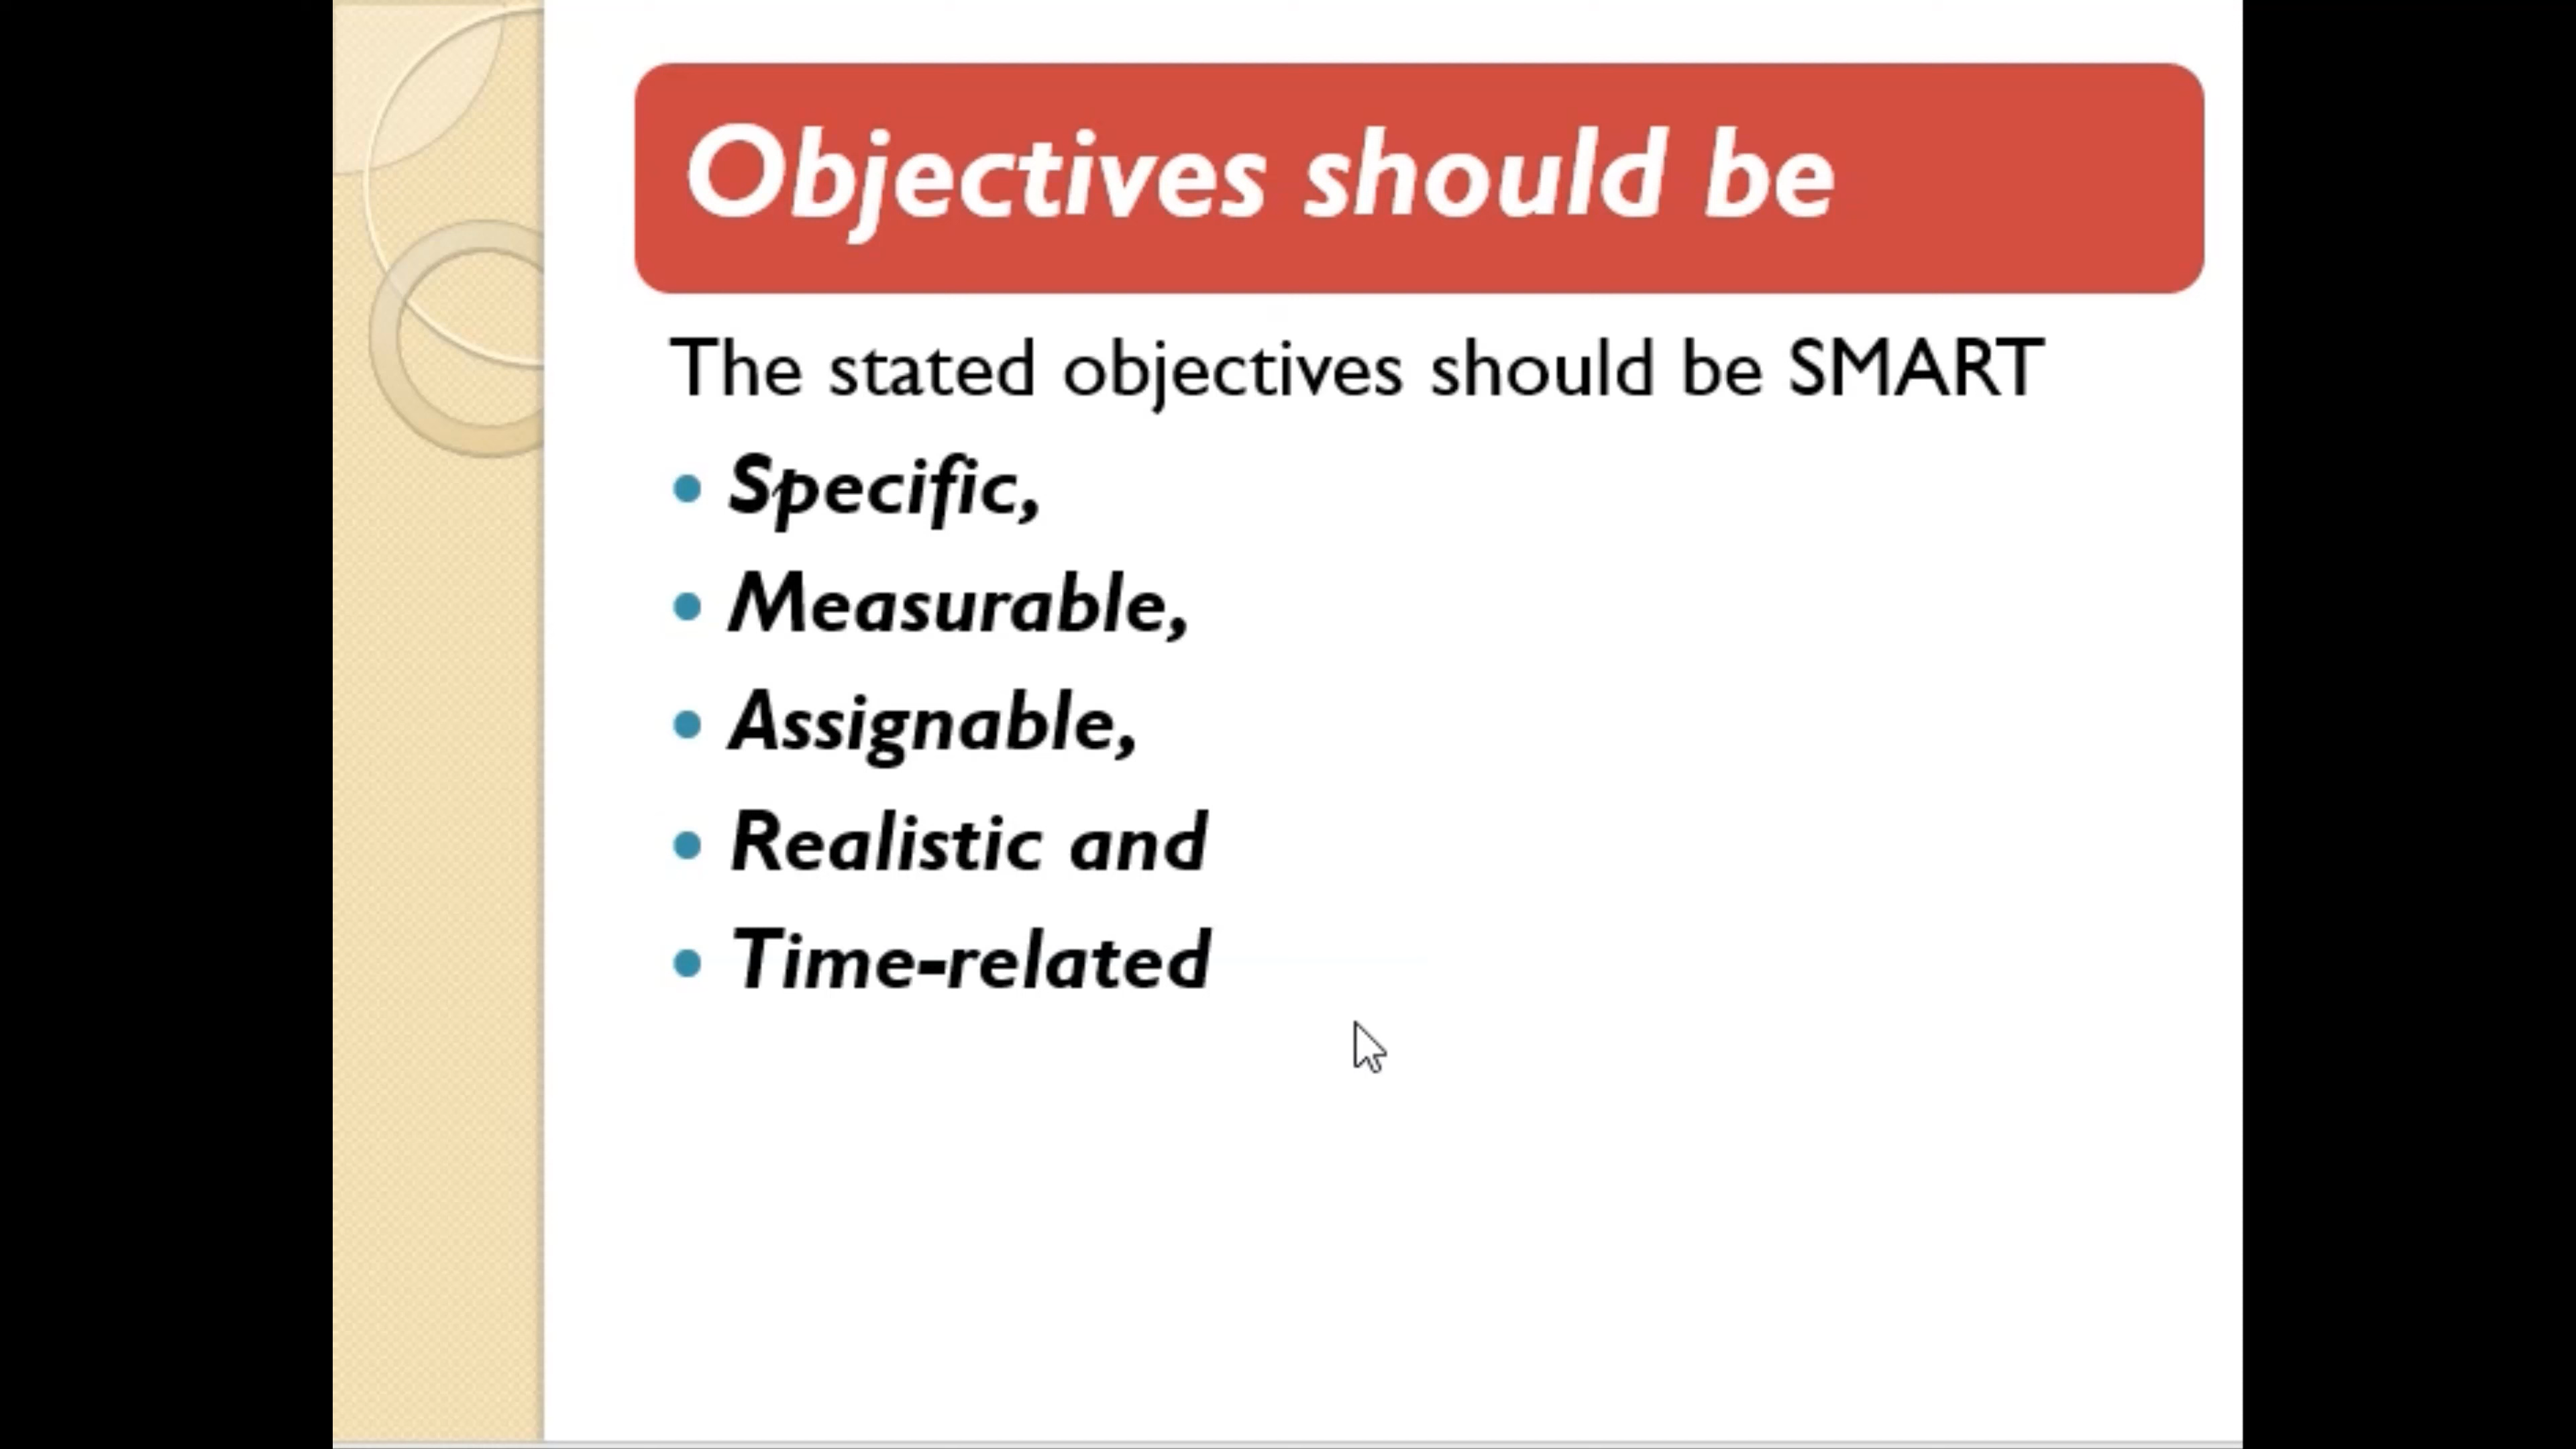 Objectives should be
The stated objectives should be SMART
• Specific,
• Measurable,
• Assignable,
• Realistic and
• Time-related